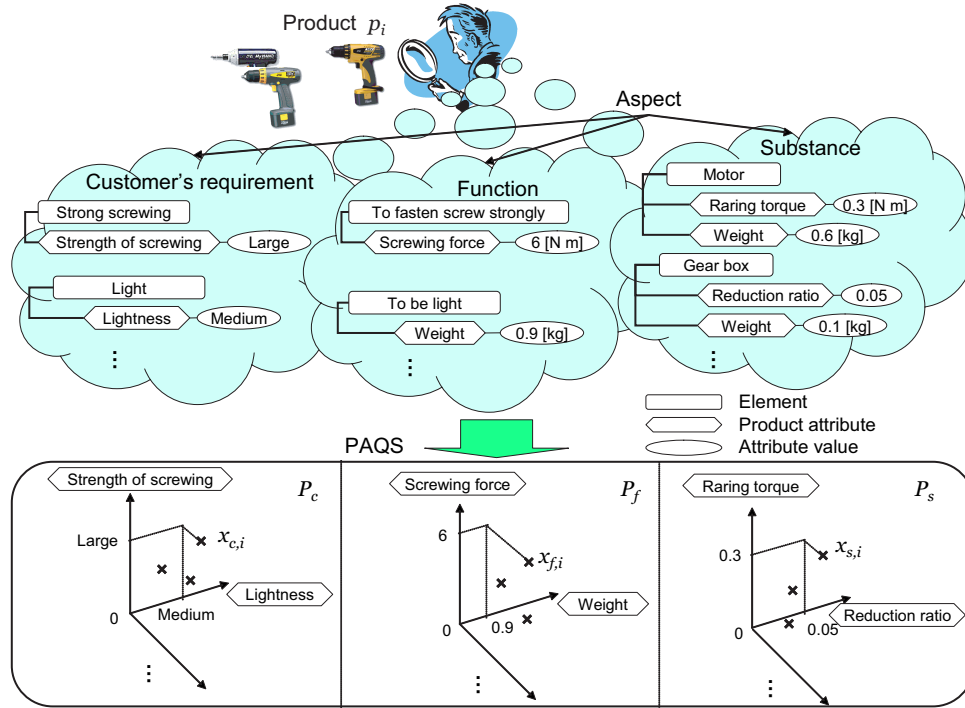 Product p_i
Aspect
Customer's requirement
Strong screwing
Strength of screwing
Large
Light
Lightness
Medium
⋮
Function
To fasten screw strongly
Screwing force
6 [N m]
To be light
Weight
0.9 [kg]
⋮
Substance
Motor
Raring torque
0.3 [N m]
Weight
0.6 [kg]
Gear box
Reduction ratio
0.05
Weight
0.1 [kg]
⋮
Element
Product attribute
Attribute value
PAQS
Strength of screwing
P_c
Large
x_{c,i}
Lightness
Medium
0
⋮
Screwing force
P_f
6
x_{f,i}
Weight
0.9
0
⋮
Raring torque
P_s
0.3
x_{s,i}
Reduction ratio
0.05
0
⋮